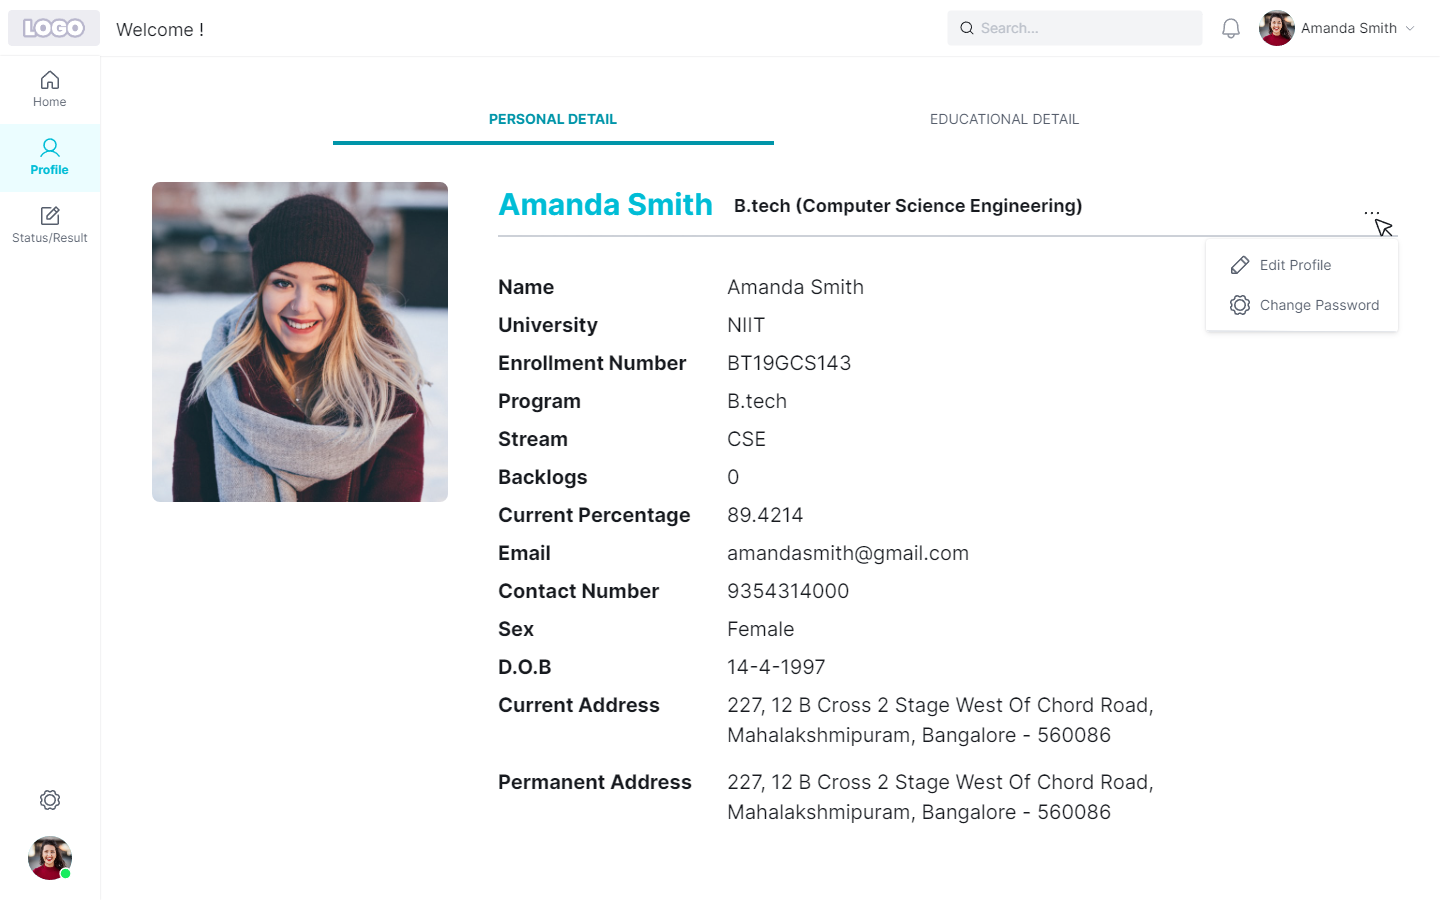 LOGO
Welcome !
Search...
Amanda Smith
Home
Profile
Status/Result
PERSONAL DETAIL
EDUCATIONAL DETAIL
Amanda Smith B.tech (Computer Science Engineering)
...
Edit Profile
Change Password
Name Amanda Smith
University NIIT
Enrollment Number BT19GCS143
Program B.tech
Stream CSE
Backlogs 0
Current Percentage 89.4214
Email amandasmith@gmail.com
Contact Number 9354314000
Sex Female
D.O.B 14-4-1997
Current Address 227, 12 B Cross 2 Stage West Of Chord Road,
Mahalakshmipuram, Bangalore - 560086
Permanent Address 227, 12 B Cross 2 Stage West Of Chord Road,
Mahalakshmipuram, Bangalore - 560086